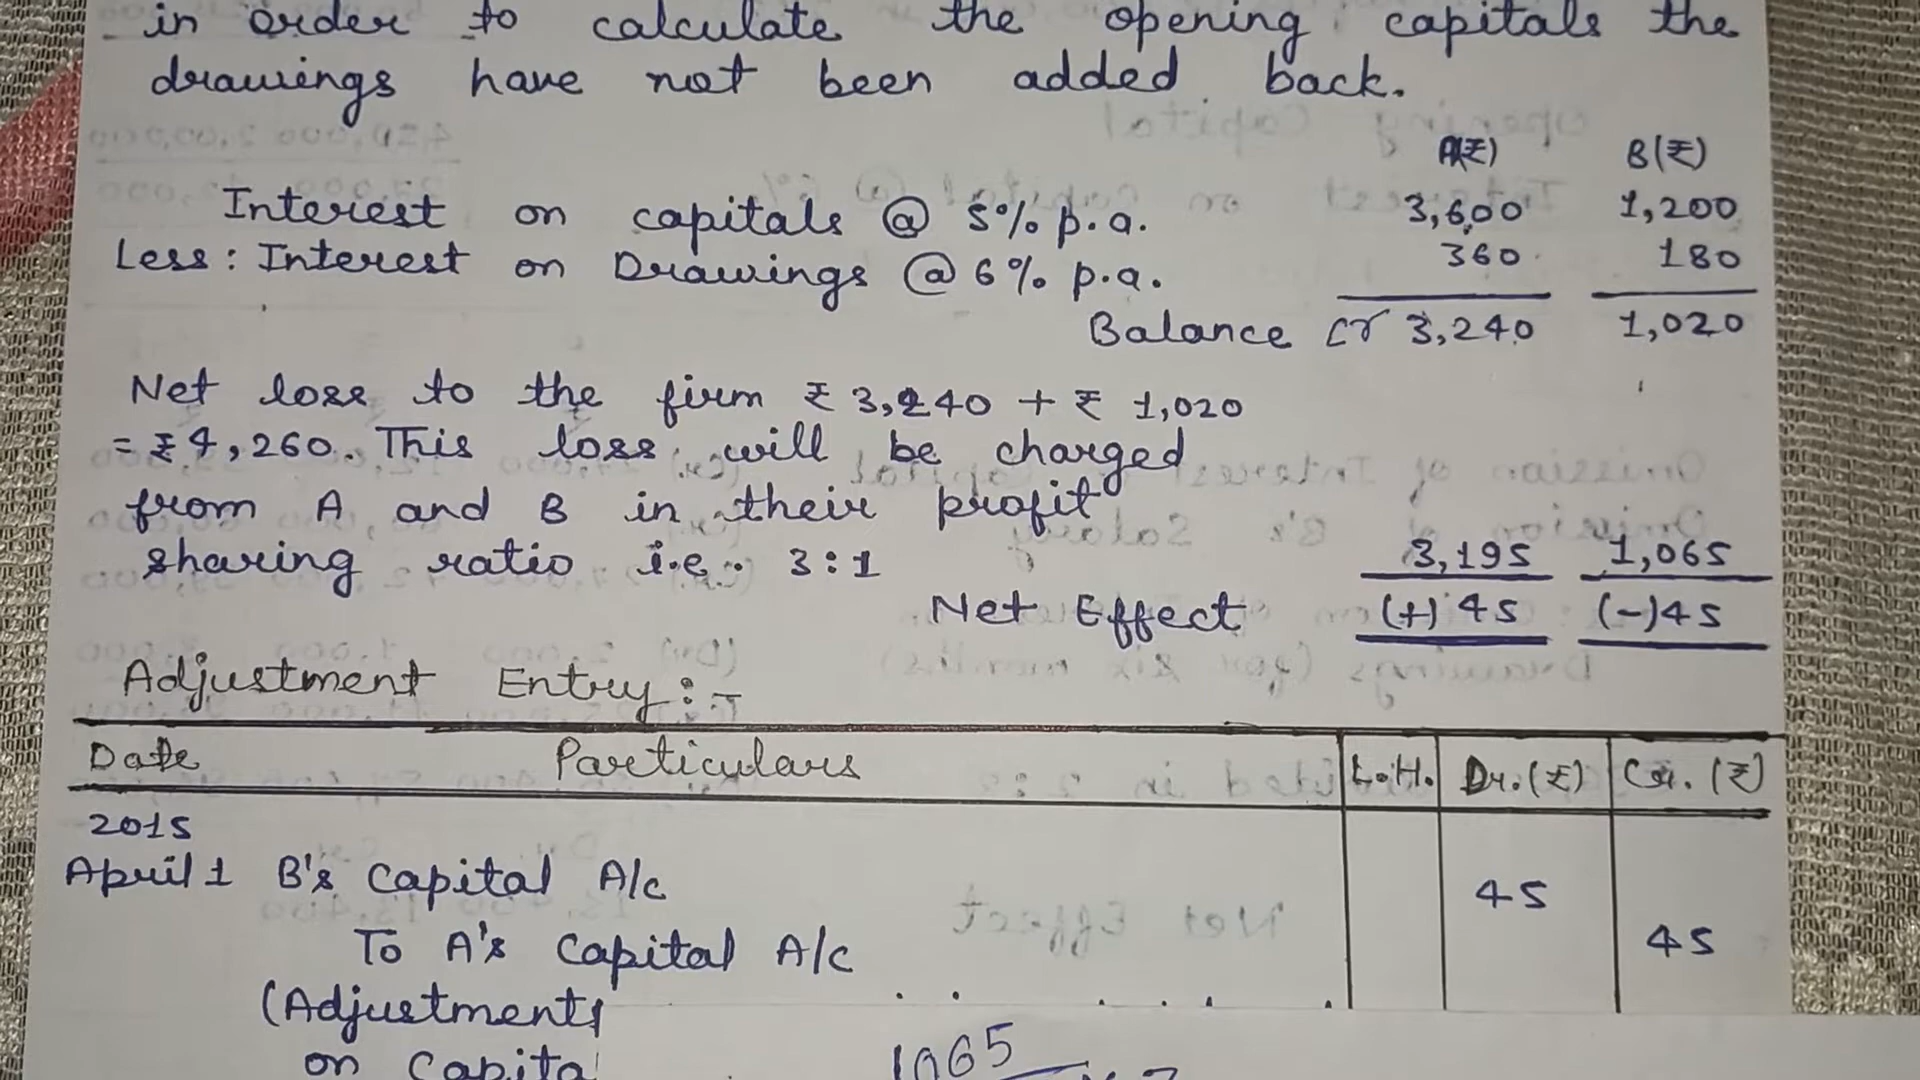 in order to calculate the opening capitals the
drawings have not been added back.
A(₹) B(₹)
Interest on capitals @ 5% p.a. 3,600 1,200
Less: Interest on Drawings @ 6% p.a. 360 180
Balance Cr 3,240 1,020
Net loss to the firm ₹ 3,240 + ₹ 1,020
= ₹ 4,260. This loss will be charged
from A and B in their profit
sharing ratio i.e. 3:1 3,195 1,065
Net Effect (+) 45 (-)45
Adjustment Entry:-
Date Particulars Dr.(₹) Cr.(₹)
2015
April 1 B's Capital A/c 45
To A's Capital A/c 45
(Adjustment
on
1065